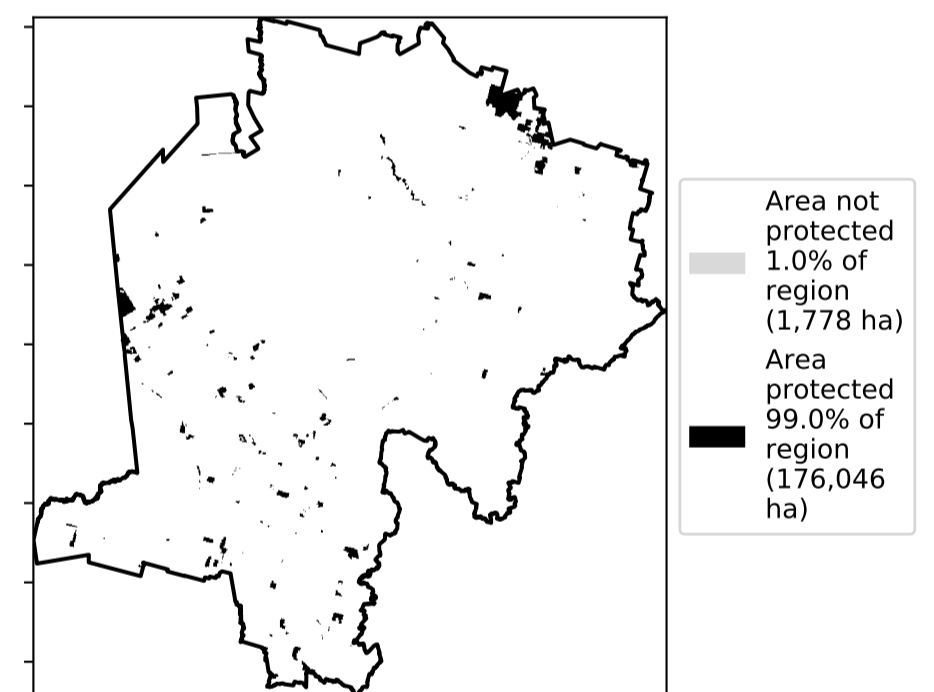 Area not
protected
1.0% of
region
(1,778 ha)
Area
protected
99.0% of
region
(176,046
ha)